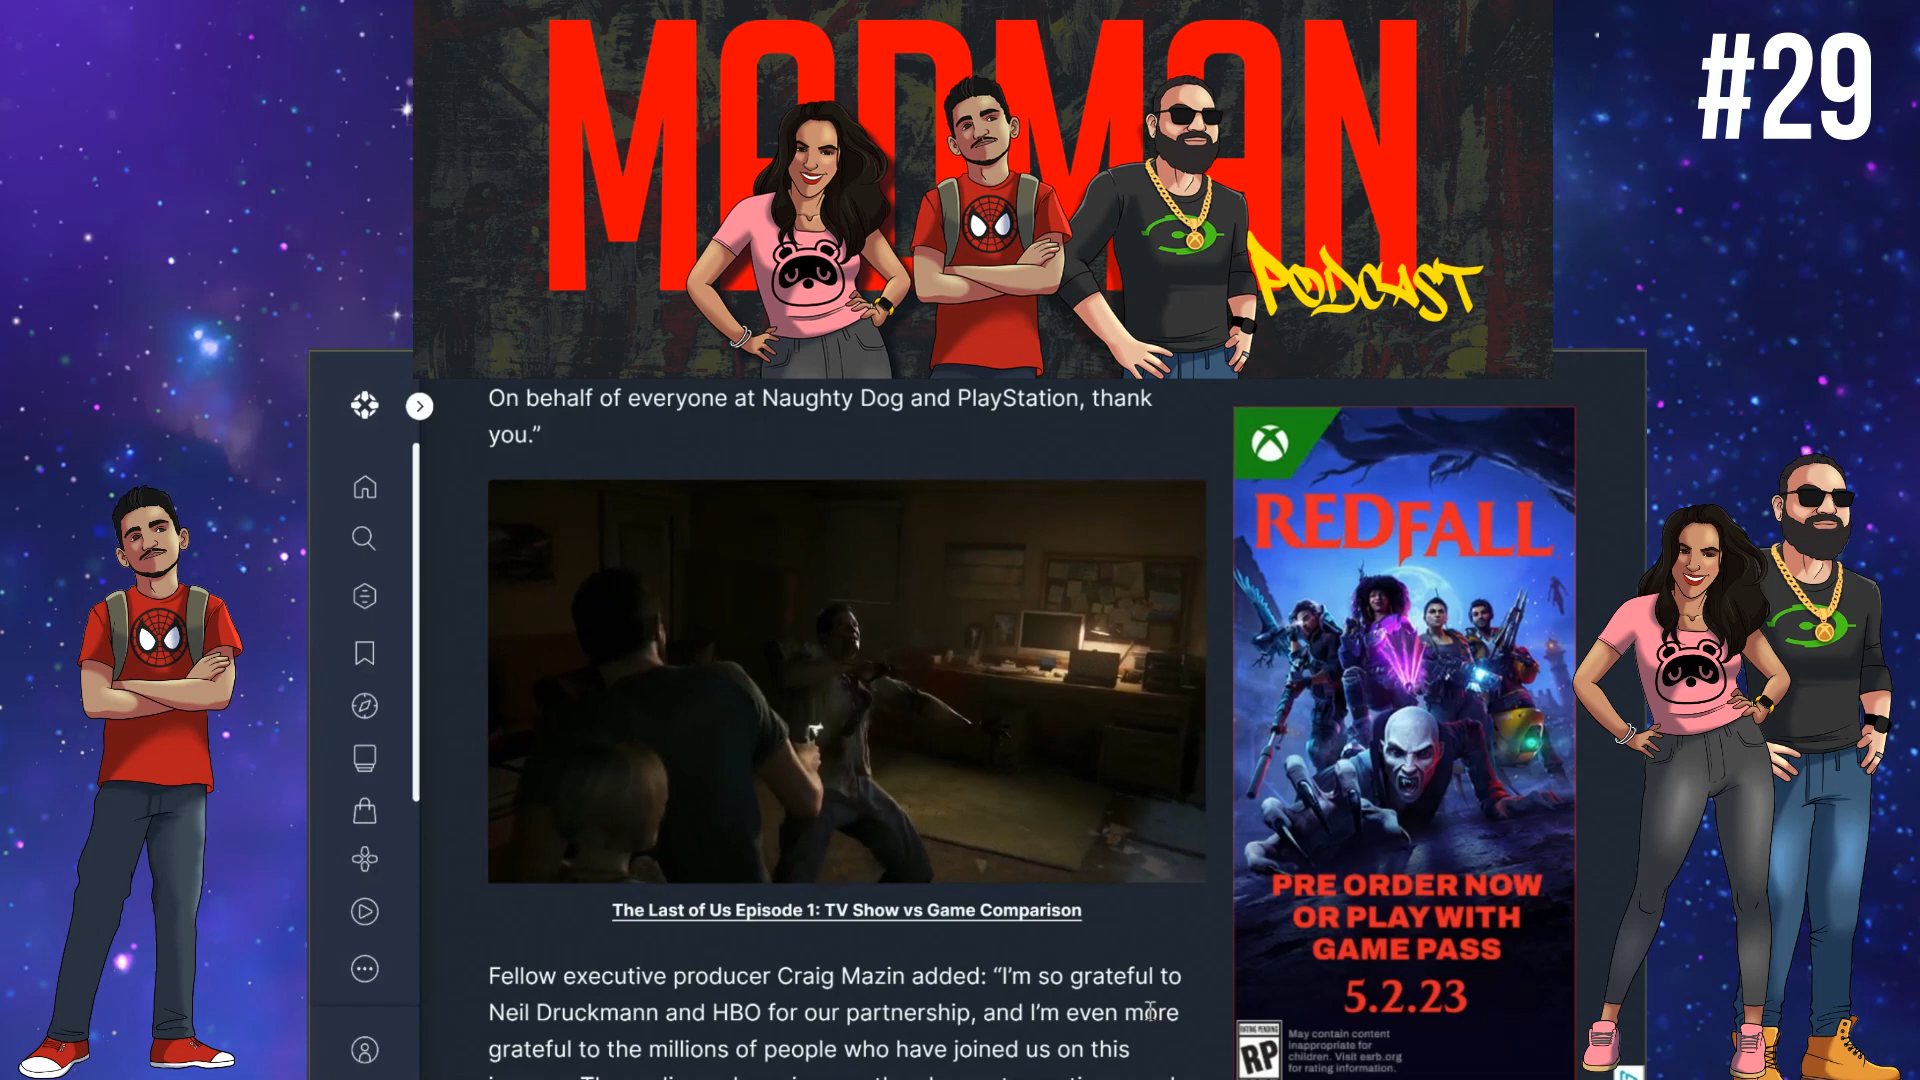 MADMAN
PODCAST
#29
On behalf of everyone at Naughty Dog and PlayStation, thank
you.”
The Last of Us Episode 1: TV Show vs Game Comparison
Fellow executive producer Craig Mazin added: “I’m so grateful to
Neil Druckmann and HBO for our partnership, and I’m even more
grateful to the millions of people who have joined us on this
REDFALL
PRE ORDER NOW
OR PLAY WITH
GAME PASS
5.2.23
RATING PENDING
RP
May contain content
inappropriate for
children. Visit esrb.org
for rating information.